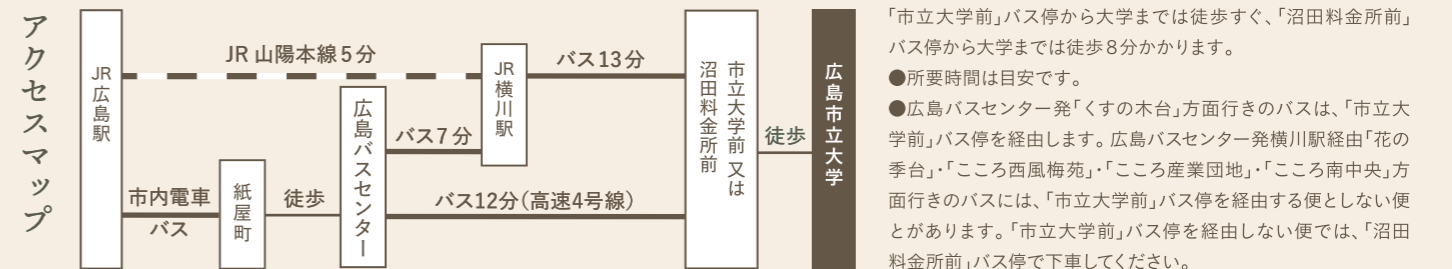 アクセスマップ
JR広島駅
JR 山陽本線5分
市内電車
バス
紙屋町
徒歩
広島バスセンター
バス7分
JR横川駅
バス13分
バス12分(高速4号線)
市立大学前 又は
沼田料金所前
徒歩
広島市立大学
「市立大学前」バス停から大学までは徒歩すぐ、「沼田料金所前」
バス停から大学までは徒歩8分かかります。
●所要時間は目安です。
●広島バスセンター発「くすの木台」方面行きのバスは、「市立大
学前」バス停を経由します。広島バスセンター発横川駅経由「花の
季台」・「こころ西風梅苑」・「こころ産業団地」・「こころ南中央」方
面行きのバスには、「市立大学前」バス停を経由する便としない便
とがあります。「市立大学前」バス停を経由しない便では、「沼田
料金所前」バス停で下車してください。